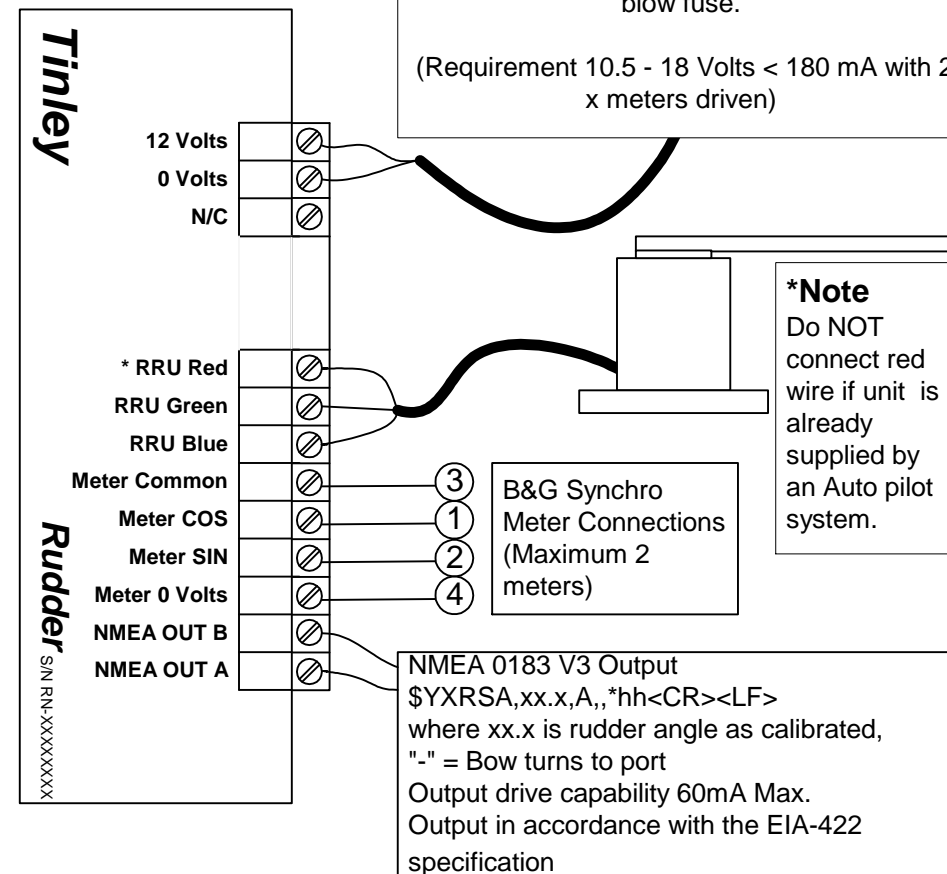 blow fuse.
(Requirement 10.5 - 18 Volts < 180 mA with 2
x meters driven)
Tinley
12 Volts
0 Volts
N/C
* RRU Red
RRU Green
RRU Blue
Meter Common
Meter COS
Meter SIN
Meter 0 Volts
NMEA OUT B
NMEA OUT A
Rudder S/N RN-XXXXXXXX
3
1
2
4
B&G Synchro
Meter Connections
(Maximum 2
meters)
*Note
Do NOT
connect red
wire if unit is
already
supplied by
an Auto pilot
system.
NMEA 0183 V3 Output
$YXRSA,xx.x,A,,*hh<CR><LF>
where xx.x is rudder angle as calibrated,
"-" = Bow turns to port
Output drive capability 60mA Max.
Output in accordance with the EIA-422
specification